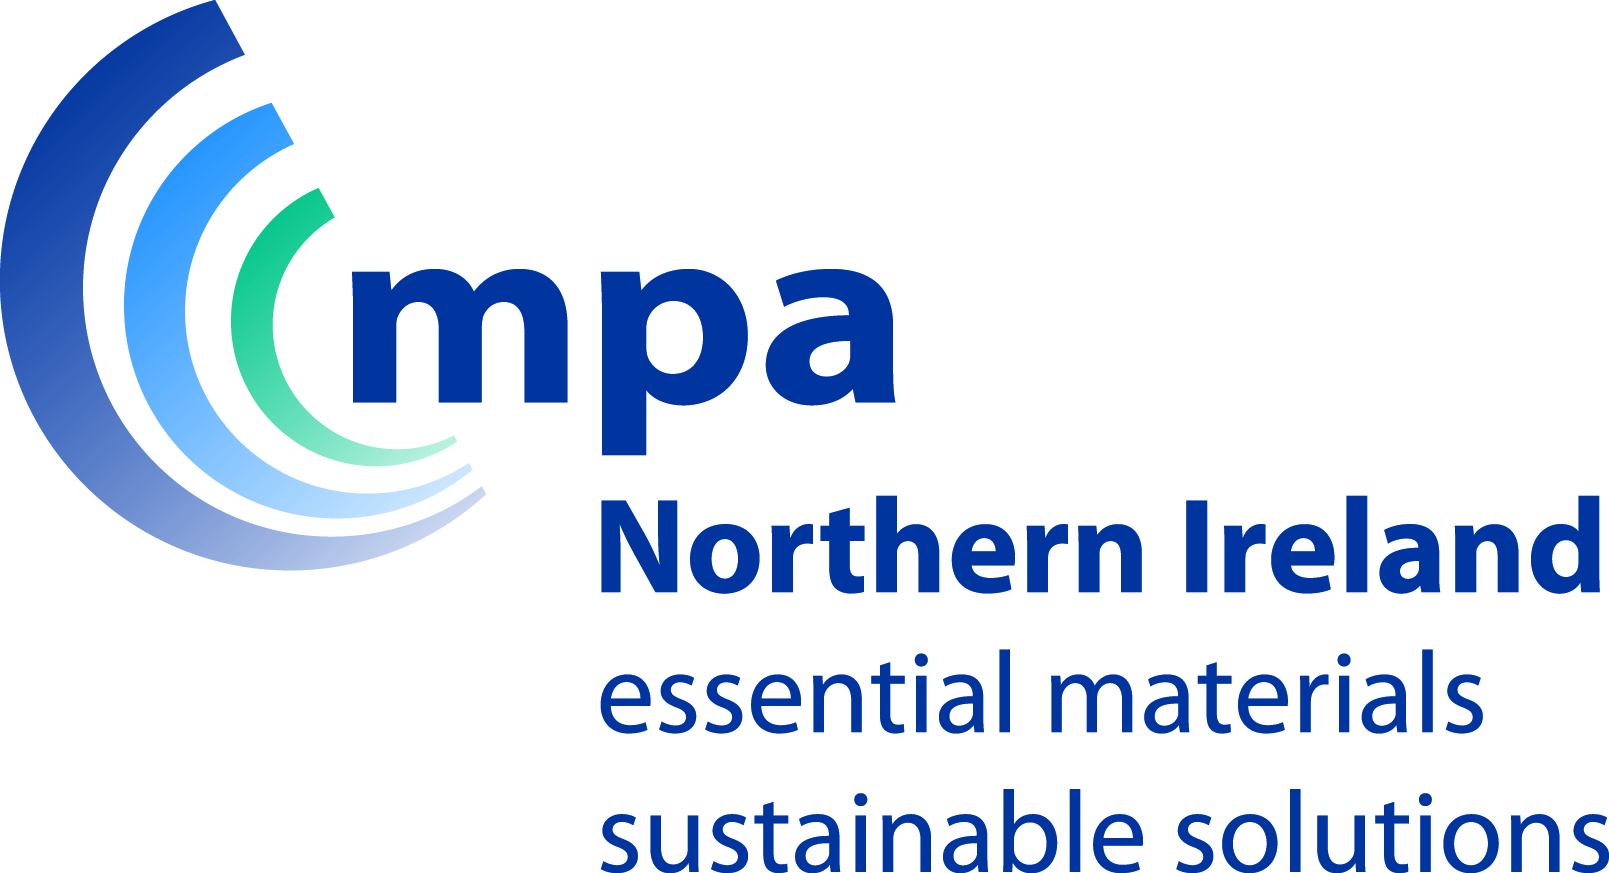 mpa
Northern Ireland
essential materials
sustainable solutions